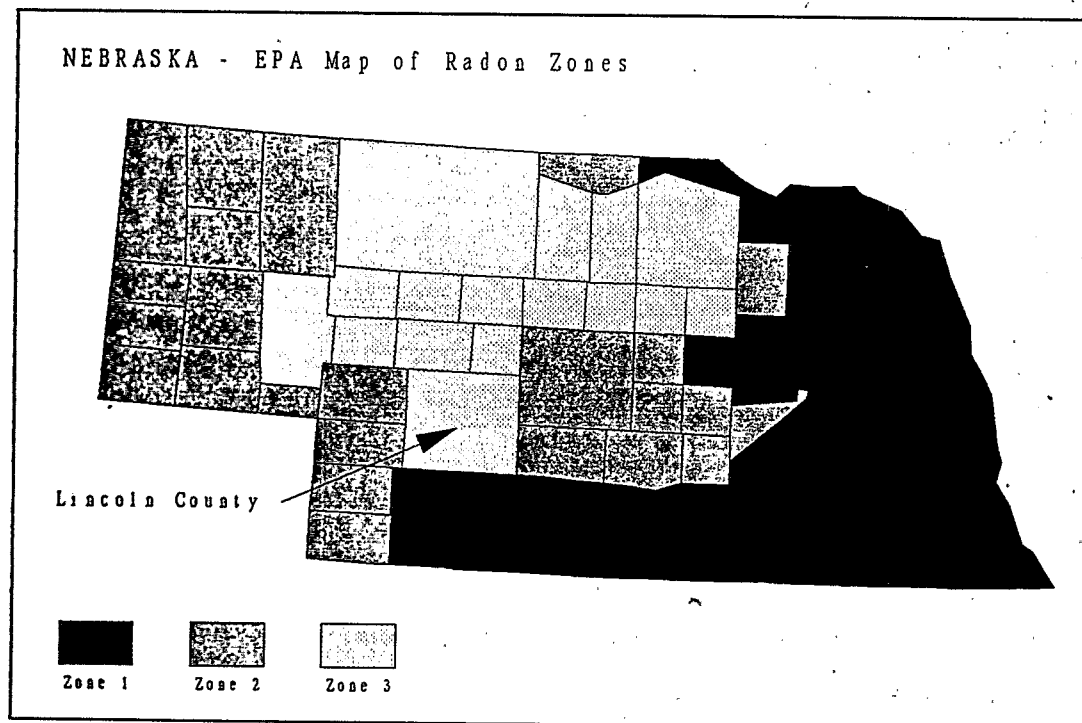 NEBRASKA - EPA Map of Radon Zones
Lincoln County
Zone 1
Zone 2
Zone 3